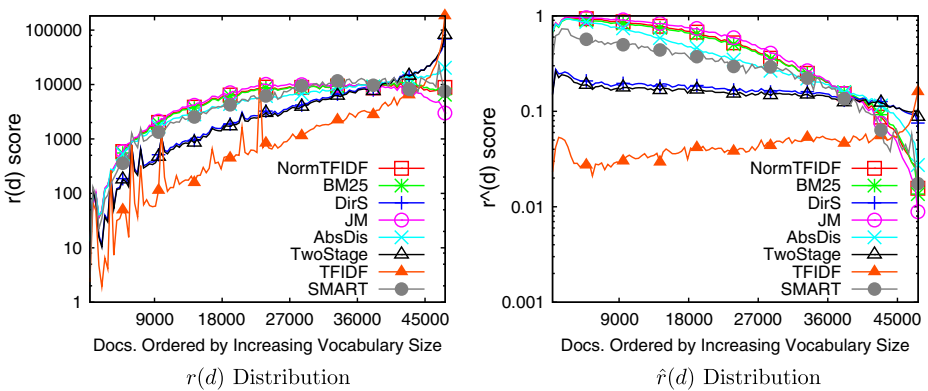 100000
10000
1000
100
10
1
r(d) score
NormTFIDF
BM25
DirS
JM
AbsDis
TwoStage
TFIDF
SMART
9000 18000 27000 36000 45000
Docs. Ordered by Increasing Vocabulary Size
r(d) Distribution
1
0.1
0.01
0.001
r^(d) score
NormTFIDF
BM25
DirS
JM
AbsDis
TwoStage
TFIDF
SMART
9000 18000 27000 36000 45000
Docs. Ordered by Increasing Vocabulary Size
r̂(d) Distribution